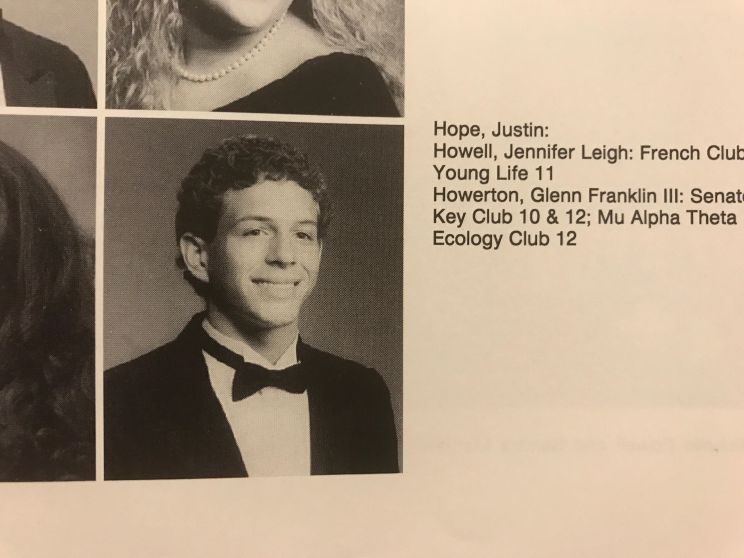 Hope, Justin:
Howell, Jennifer Leigh: French Club
Young Life 11
Howerton, Glenn Franklin III: Senat
Key Club 10 & 12; Mu Alpha Theta
Ecology Club 12